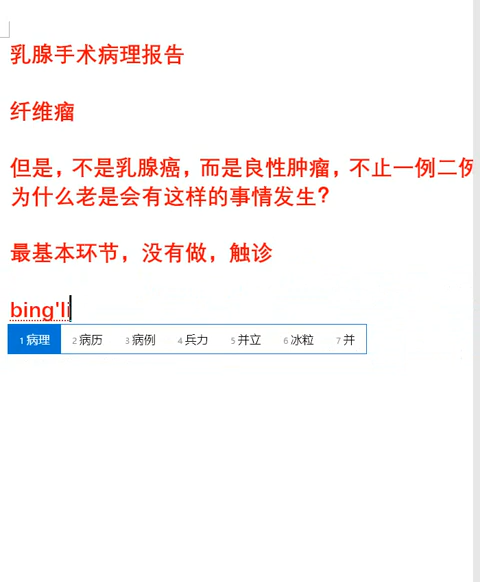 乳腺手术病理报告
纤维瘤
但是，不是乳腺癌，而是良性肿瘤，不止一例二例
为什么老是会有这样的事情发生？
最基本环节，没有做，触诊
bing'li
1 病理 2 病历 3 病例 4 兵力 5 并立 6 冰粒 7 并